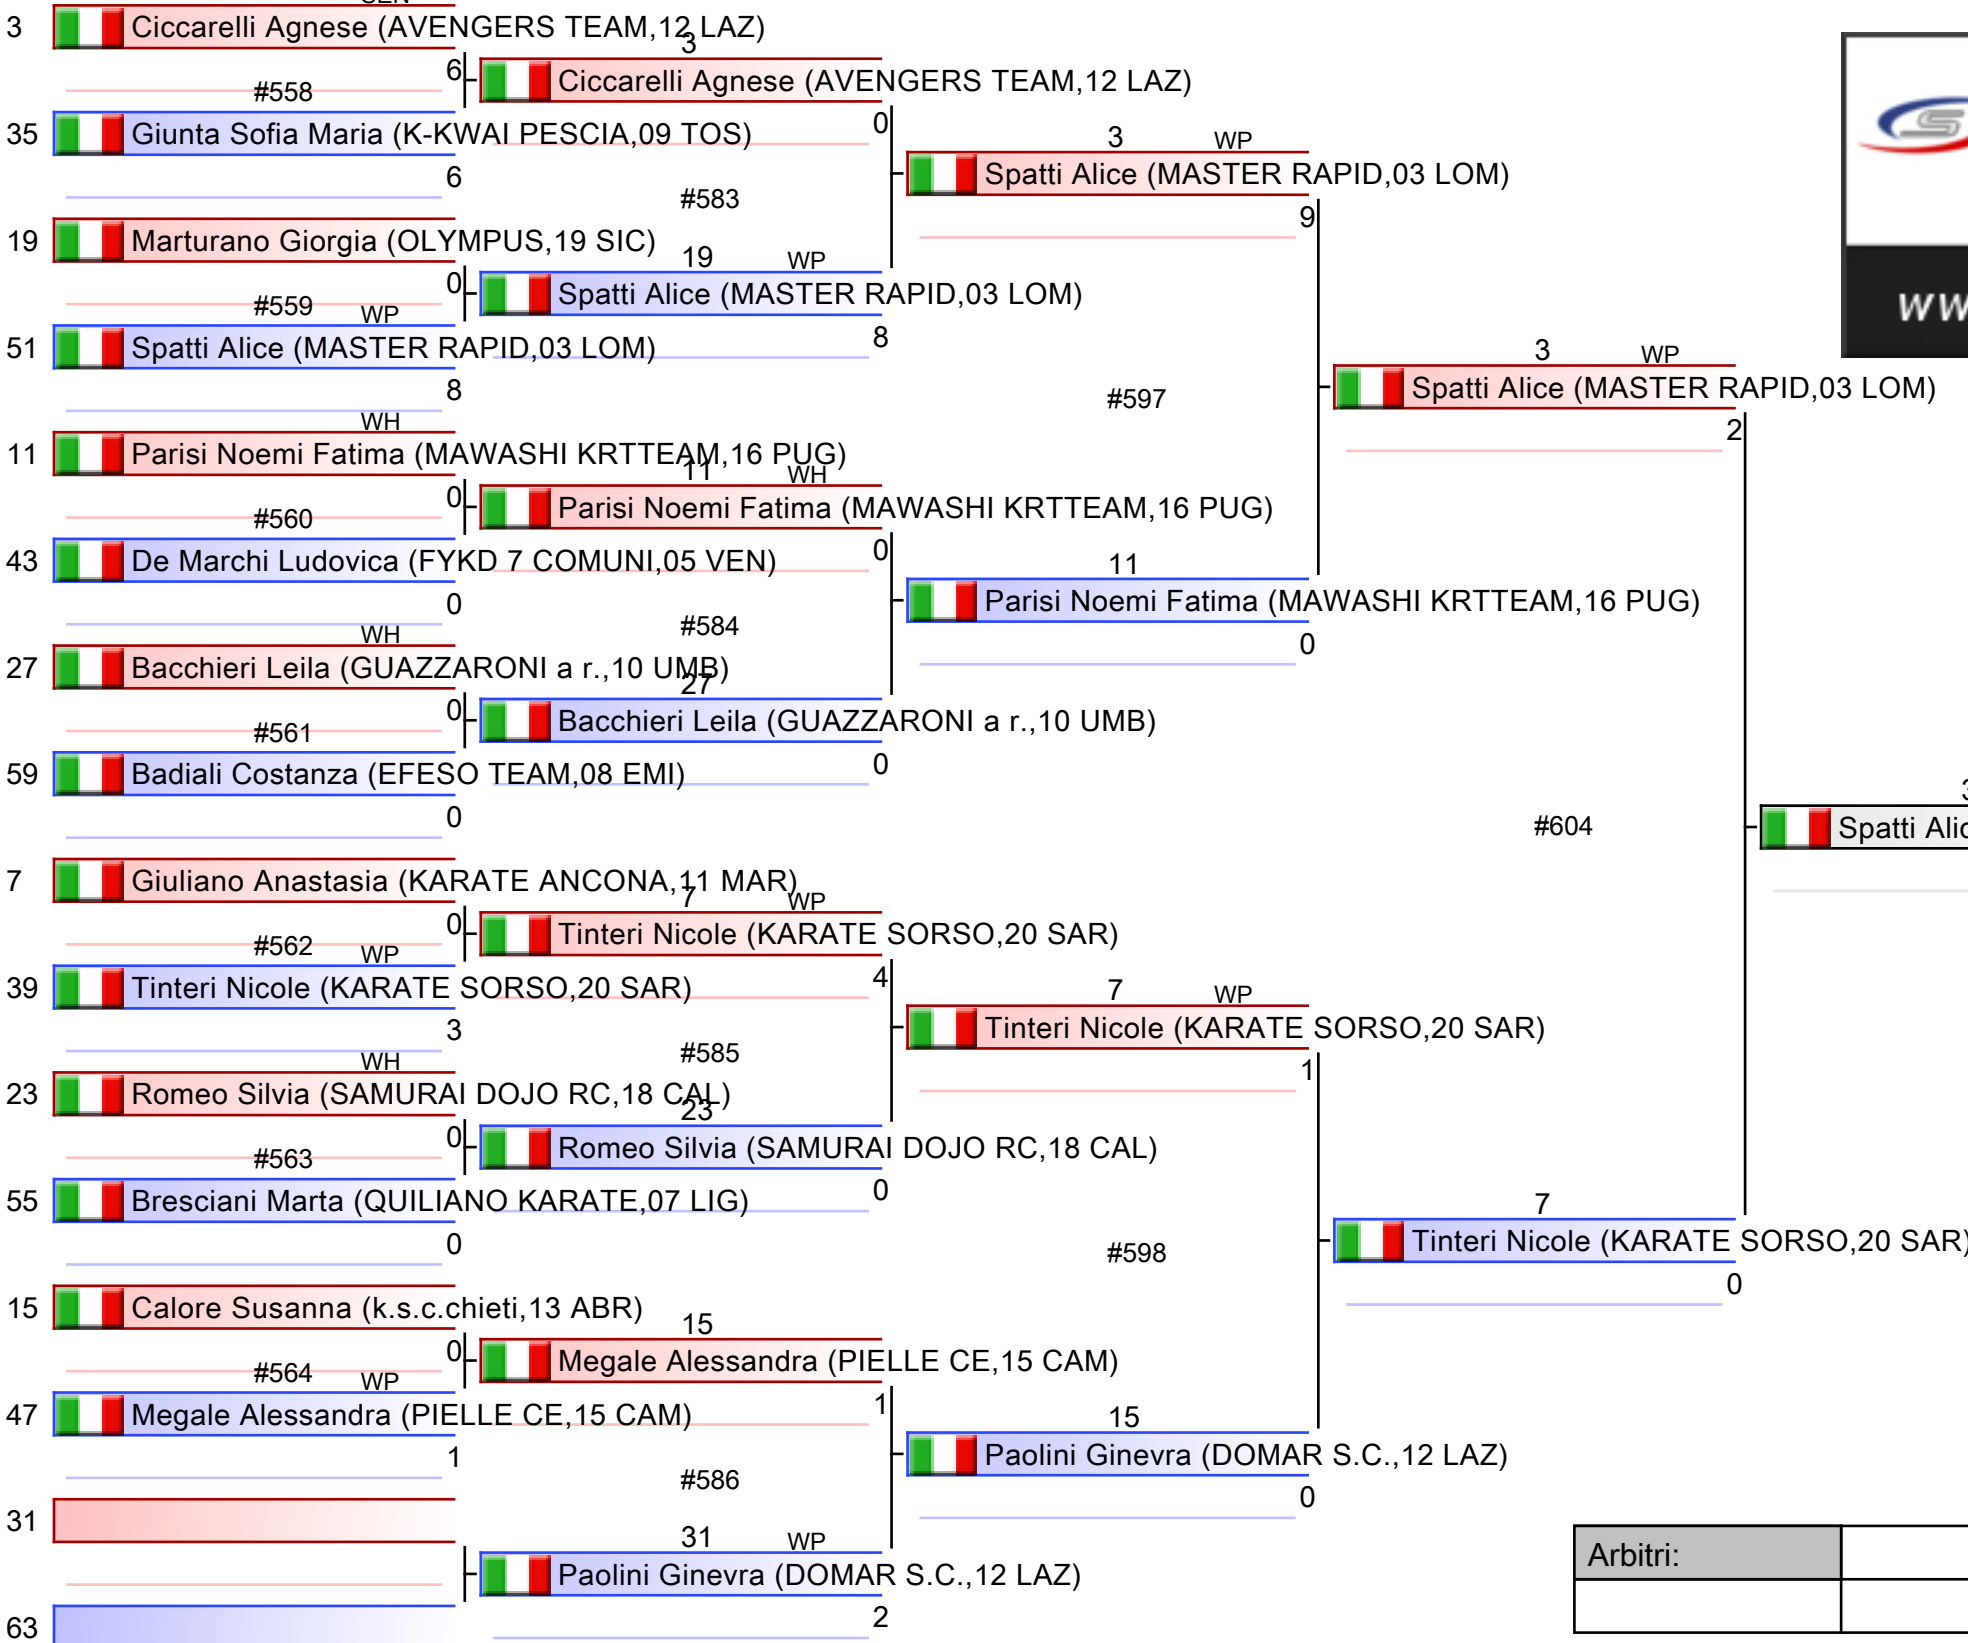 3 Ciccarelli Agnese (AVENGERS TEAM,12 LAZ)
6
#558
35 Giunta Sofia Maria (K-KWAI PESCIA,09 TOS)
6
19 Marturano Giorgia (OLYMPUS,19 SIC)
0
#559 WP
51 Spatti Alice (MASTER RAPID,03 LOM)
8
WH
11 Parisi Noemi Fatima (MAWASHI KRTTEAM,16 PUG)
0
#560
43 De Marchi Ludovica (FYKD 7 COMUNI,05 VEN)
0
WH
27 Bacchieri Leila (GUAZZARONI a r.,10 UMB)
0
#561
59 Badiali Costanza (EFESO TEAM,08 EMI)
0
7 Giuliano Anastasia (KARATE ANCONA,11 MAR)
0
#562 WP
39 Tinteri Nicole (KARATE SORSO,20 SAR)
3
WH
23 Romeo Silvia (SAMURAI DOJO RC,18 CAL)
0
#563
55 Bresciani Marta (QUILIANO KARATE,07 LIG)
0
15 Calore Susanna (k.s.c.chieti,13 ABR)
0
#564 WP
47 Megale Alessandra (PIELLE CE,15 CAM)
1
31
63
3
Ciccarelli Agnese (AVENGERS TEAM,12 LAZ)
0
#583
19 WP
Spatti Alice (MASTER RAPID,03 LOM)
8
11 WH
Parisi Noemi Fatima (MAWASHI KRTTEAM,16 PUG)
0
#584
27
Bacchieri Leila (GUAZZARONI a r.,10 UMB)
0
7 WP
Tinteri Nicole (KARATE SORSO,20 SAR)
4
#585
23
Romeo Silvia (SAMURAI DOJO RC,18 CAL)
0
15
Megale Alessandra (PIELLE CE,15 CAM)
1
#586
31 WP
Paolini Ginevra (DOMAR S.C.,12 LAZ)
2
3 WP
Spatti Alice (MASTER RAPID,03 LOM)
9
#597
11
Parisi Noemi Fatima (MAWASHI KRTTEAM,16 PUG)
0
7 WP
Tinteri Nicole (KARATE SORSO,20 SAR)
1
#598
15
Paolini Ginevra (DOMAR S.C.,12 LAZ)
0
3 WP
Spatti Alice (MASTER RAPID,03 LOM)
2
#604
7
Tinteri Nicole (KARATE SORSO,20 SAR)
0
3
Spatti Alic
Arbitri: